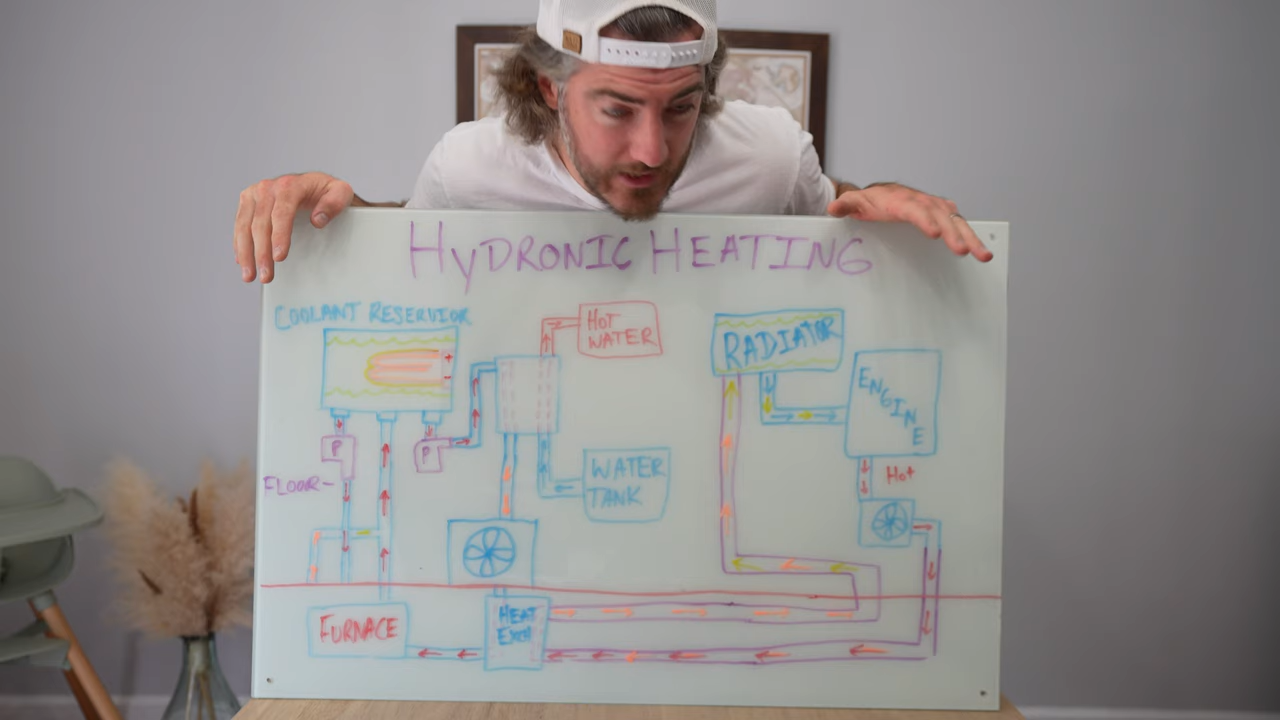 HYDRONIC HEATING
COOLANT RESERVIOR
+
-
P
P
FLOOR-
HOT
WATER
WATER
TANK
FURNACE
HEAT
EXCH
RADIATOR
ENGINE
Hot